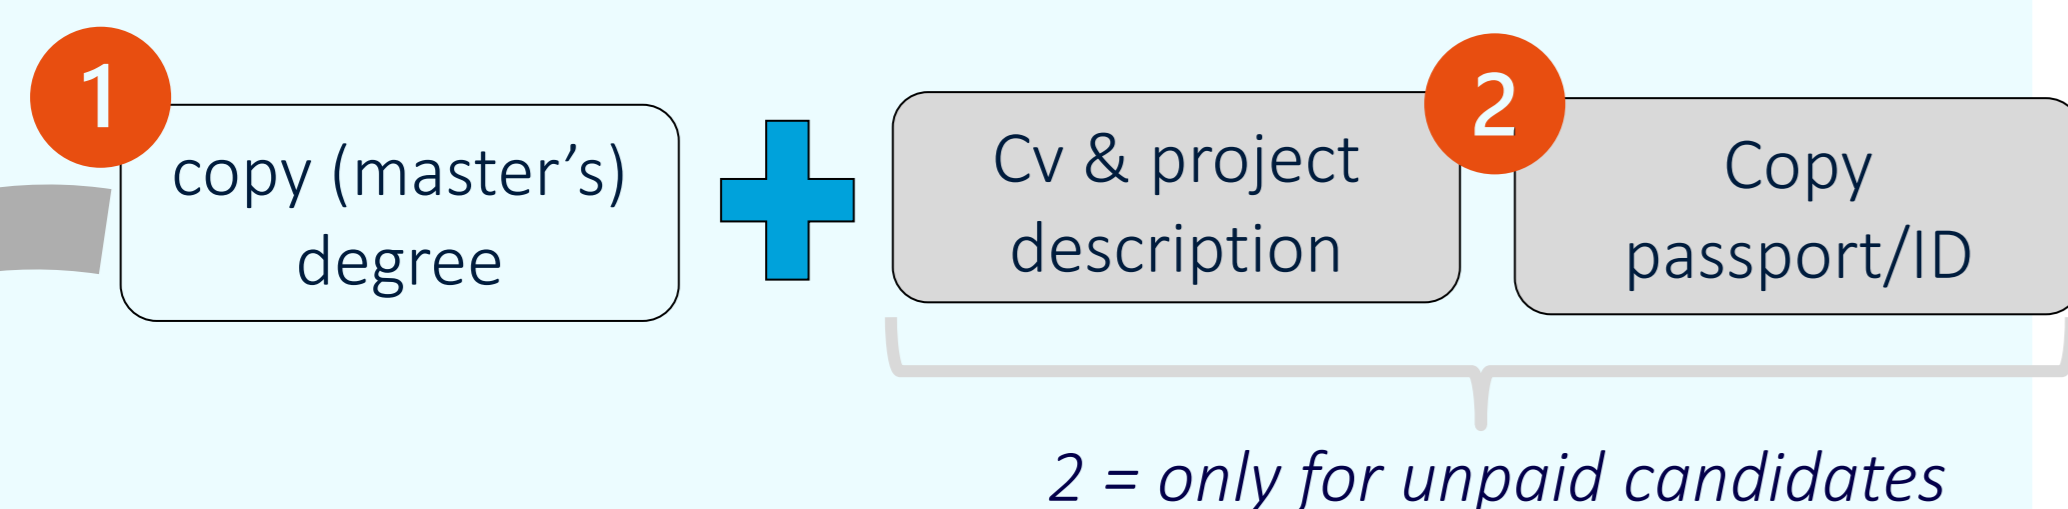 1
copy (master’s)
degree
Cv & project
description
2
Copy
passport/ID
2 = only for unpaid candidates